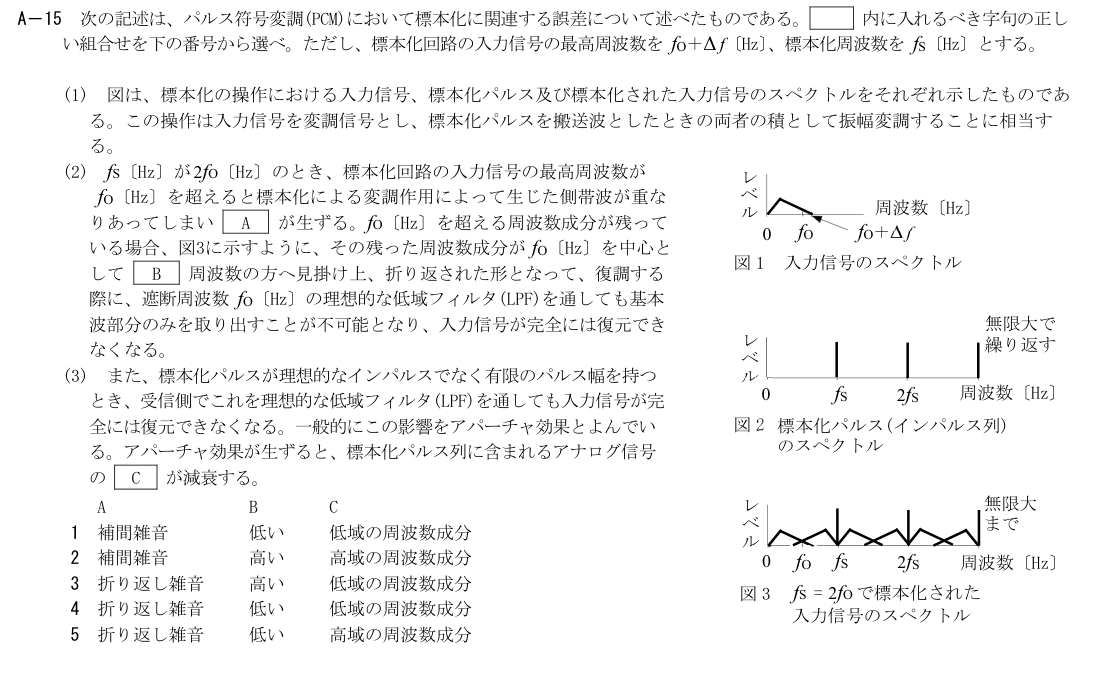 A－15 次の記述は、パルス符号変調(PCM)において標本化に関連する誤差について述べたものである。 内に入れるべき字句の正し
い組合せを下の番号から選べ。ただし、標本化回路の入力信号の最高周波数を fo+Δf〔Hz〕、標本化周波数を fs〔Hz〕とする。
(1) 図は、標本化の操作における入力信号、標本化パルス及び標本化された入力信号のスペクトルをそれぞれ示したものであ
る。この操作は入力信号を変調信号とし、標本化パルスを搬送波としたときの両者の積として振幅変調することに相当す
る。
(2) fs〔Hz〕が2fo〔Hz〕のとき、標本化回路の入力信号の最高周波数が
fo〔Hz〕を超えると標本化による変調作用によって生じた側帯波が重な
りあってしまい A が生ずる。fo〔Hz〕を超える周波数成分が残って
いる場合、図3に示すように、その残った周波数成分がfo〔Hz〕を中心と
して B 周波数の方へ見掛け上、折り返された形となって、復調する
際に、遮断周波数 fo〔Hz〕の理想的な低域フィルタ(LPF)を通しても基本
波部分のみを取り出すことが不可能となり、入力信号が完全には復元でき
なくなる。
(3) また、標本化パルスが理想的なインパルスでなく有限のパルス幅を持つ
とき、受信側でこれを理想的な低域フィルタ(LPF)を通しても入力信号が完
全には復元できなくなる。一般的にこの影響をアパーチャ効果とよんでい
る。アパーチャ効果が生ずると、標本化パルス列に含まれるアナログ信号
の C が減衰する。
A B C
1 補間雑音 低い 低域の周波数成分
2 補間雑音 高い 高域の周波数成分
3 折り返し雑音 高い 低域の周波数成分
4 折り返し雑音 低い 低域の周波数成分
5 折り返し雑音 低い 高域の周波数成分
レベル
周波数〔Hz〕
0 fo fo+Δf
図1 入力信号のスペクトル
無限大で
繰り返す
レベル
0 fs 2fs 周波数〔Hz〕
図2 標本化パルス(インパルス列)
のスペクトル
無限大
まで
レベル
0 fo fs 2fs 周波数〔Hz〕
図3 fs = 2fo で標本化された
入力信号のスペクトル